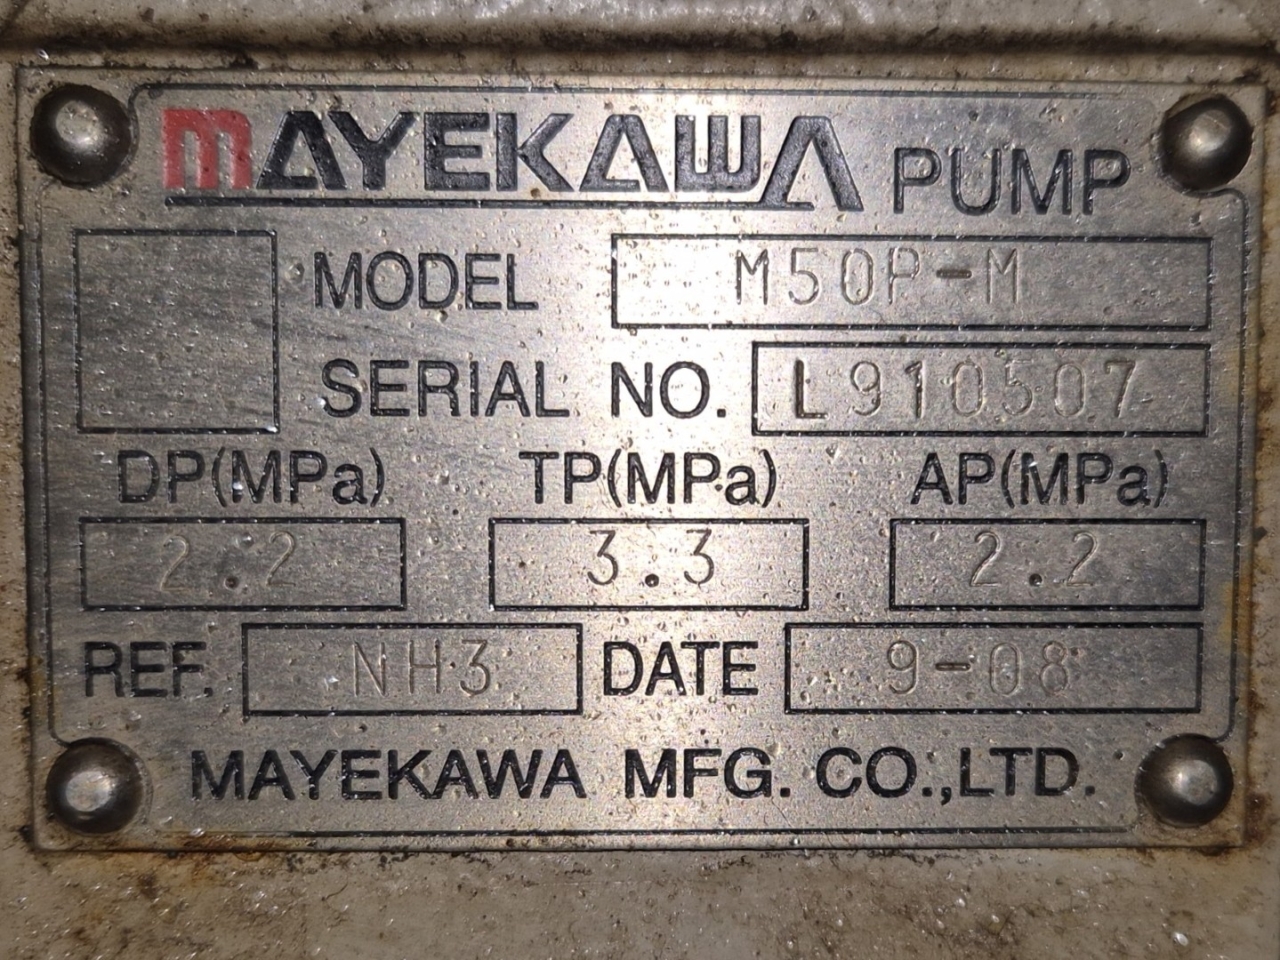 MAYEKAWA PUMP
MODEL M50P-M
SERIAL NO. L910507
DP(MPa) TP(MPa) AP(MPa)
2.2 3.3 2.2
REF. NH3 DATE 9-08
MAYEKAWA MFG. CO.,LTD.